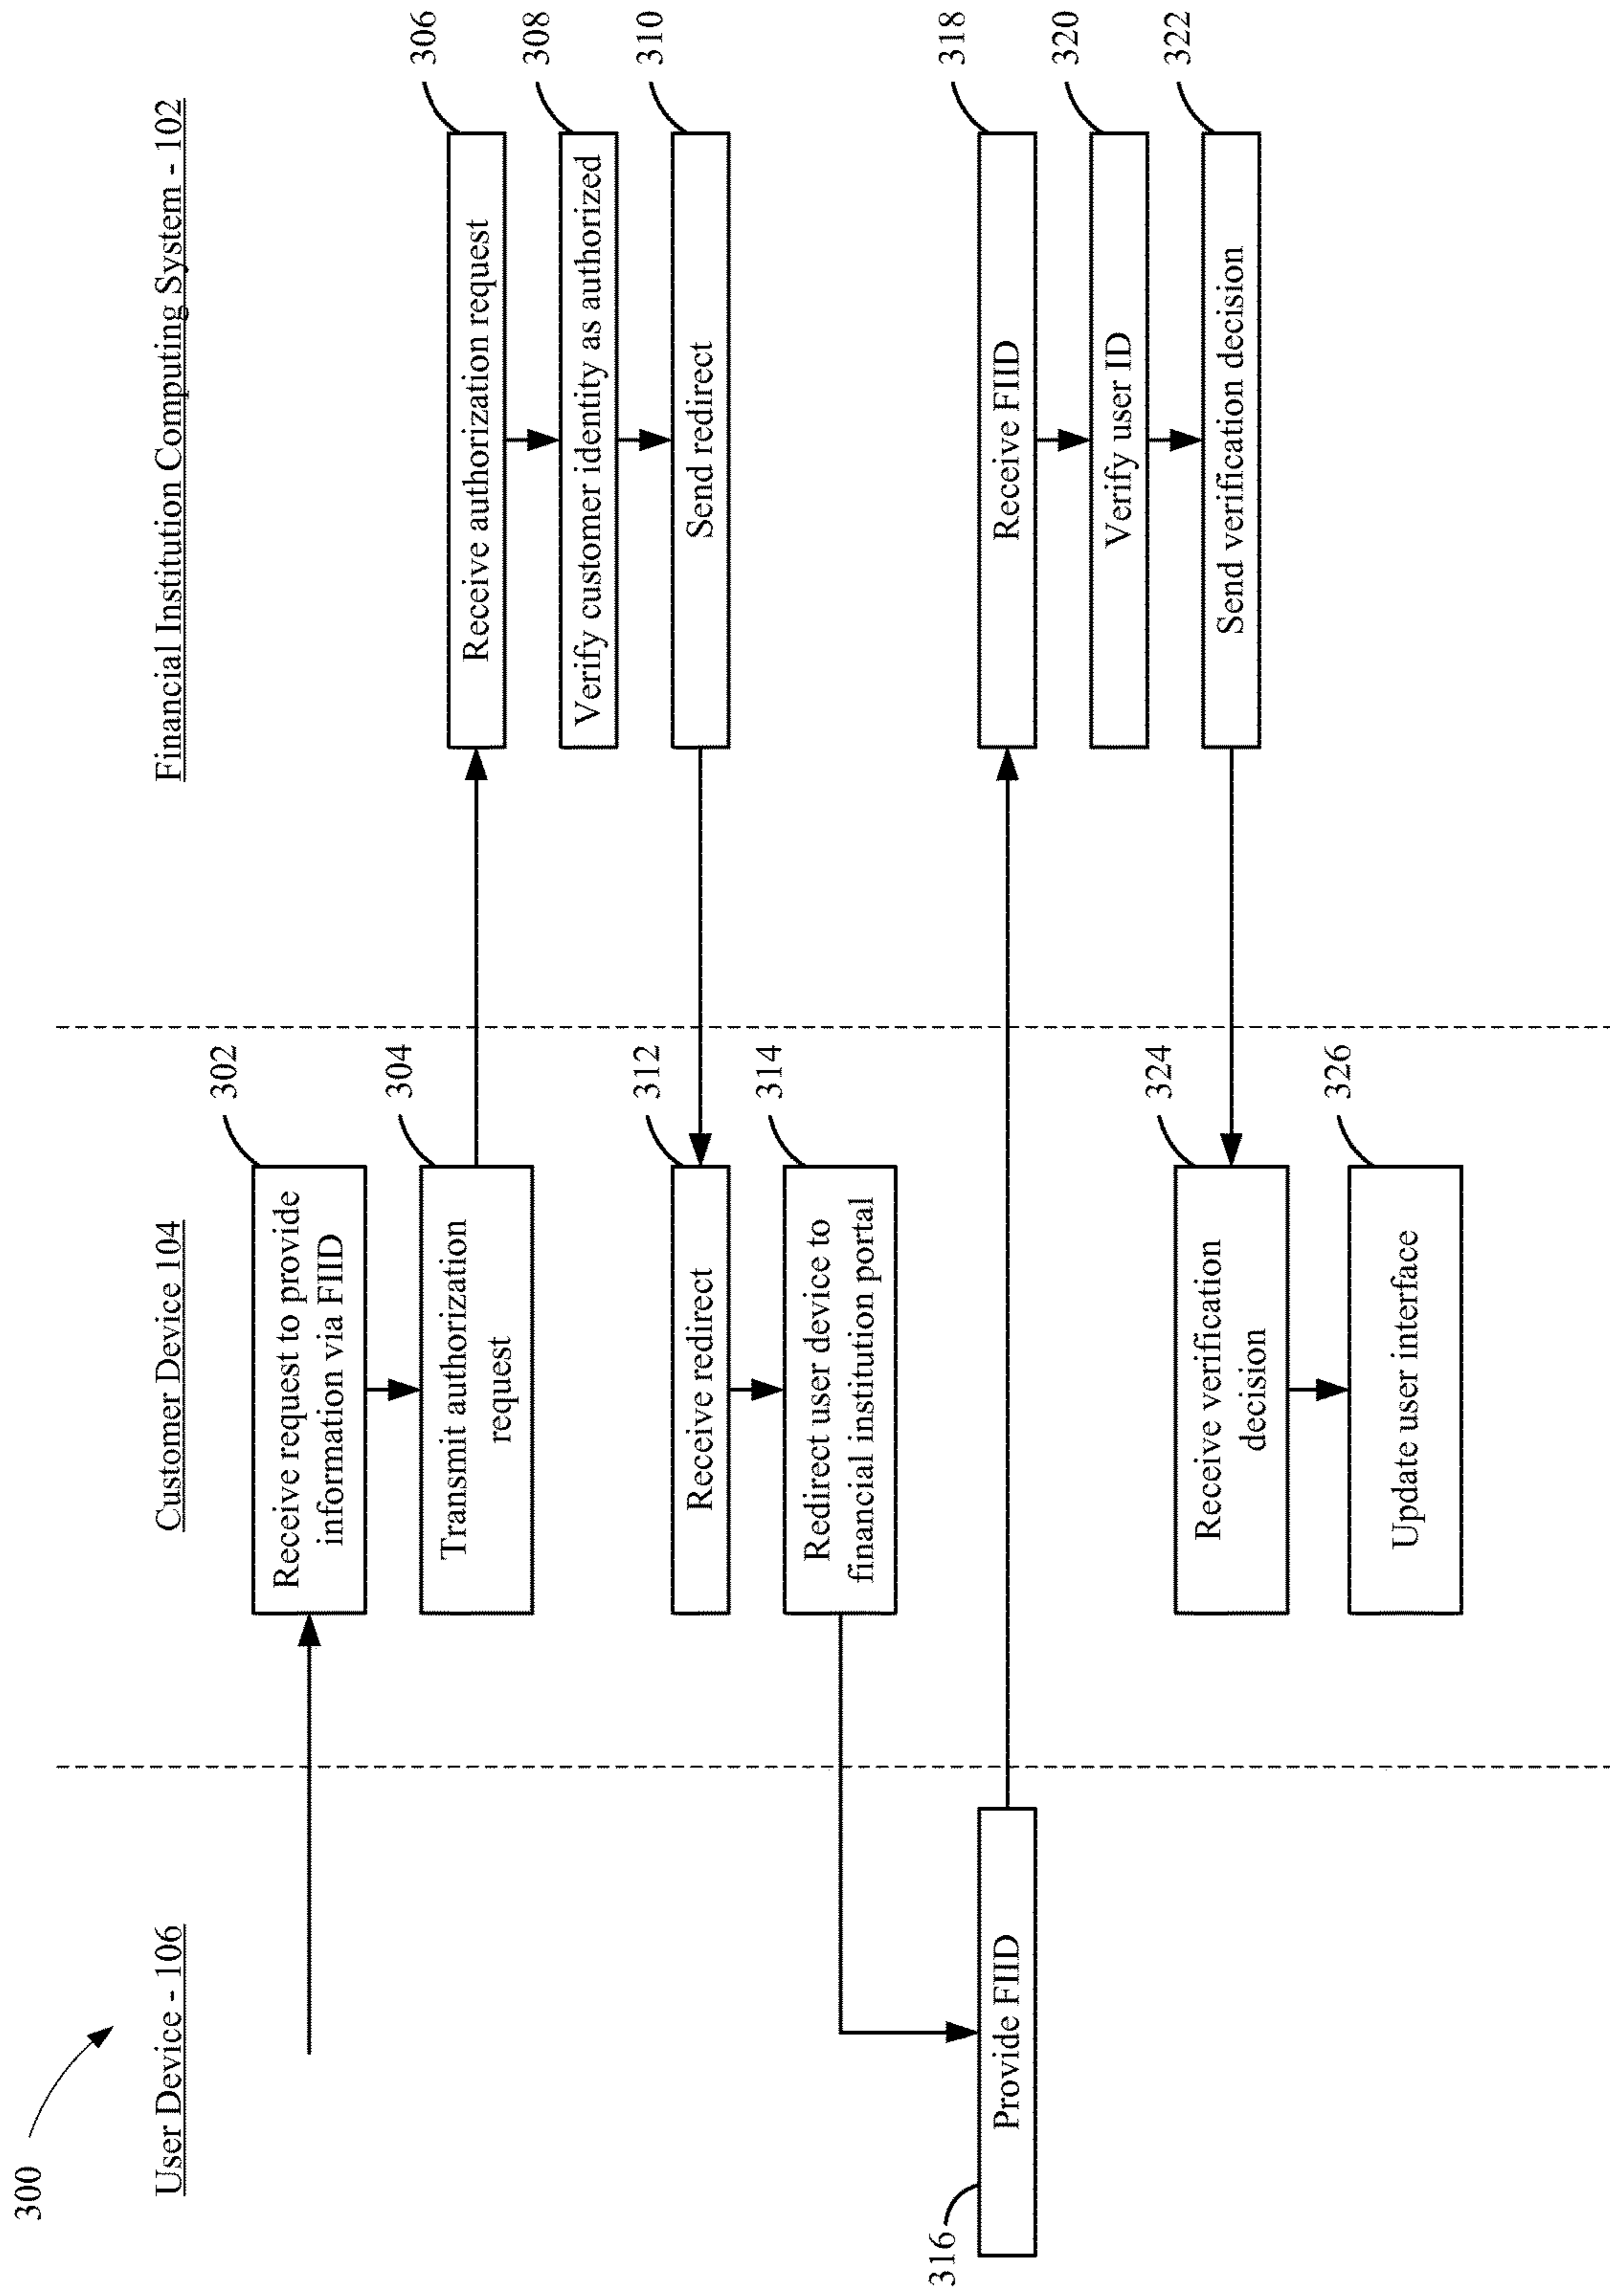 300
User Device - 106
Customer Device 104
Financial Institution Computing System - 102
302
Receive request to provide
information via FIID
304
Transmit authorization
request
306
Receive authorization request
308
Verify customer identity as authorized
310
Send redirect
312
Receive redirect
314
Redirect user device to
financial institution portal
316
Provide FIID
318
Receive FIID
320
Verify user ID
322
Send verification decision
324
Receive verification
decision
326
Update user interface